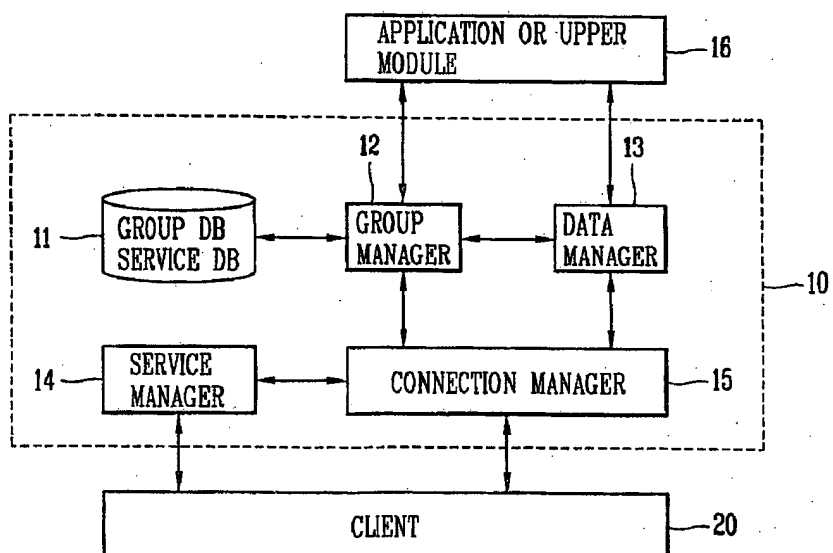 APPLICATION OR UPPER
MODULE
16
12
13
11
GROUP DB
SERVICE DB
GROUP
MANAGER
DATA
MANAGER
10
14
SERVICE
MANAGER
CONNECTION MANAGER
15
CLIENT
20